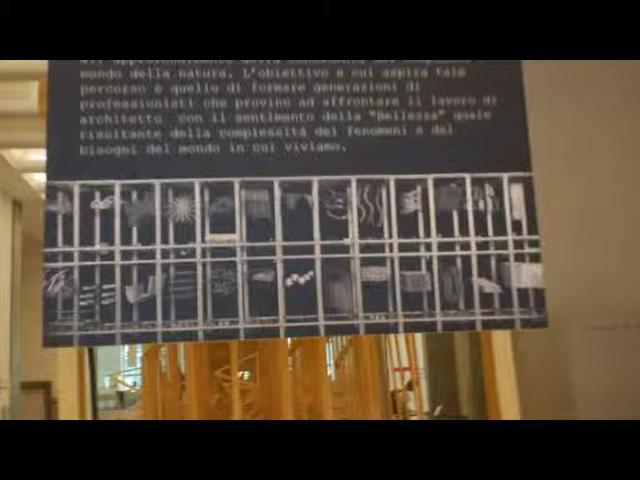 mondo della natura. L'obiettivo a cui aspira tale
percorso è quello di formare generazioni di
professionisti che provino ad affrontare il lavoro di
architetto con il sentimento della "Bellezza" quale
risultante della complessità dei fenomeni e dei
bisogni del mondo in cui viviamo.